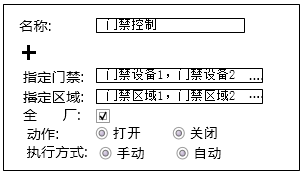 名称: 门禁控制
指定门禁: 门禁设备1，门禁设备2 ....
指定区域: 门禁区域1，门禁区域2 ....
全 厂:
动作: 打开 关闭
执行方式: 手动 自动